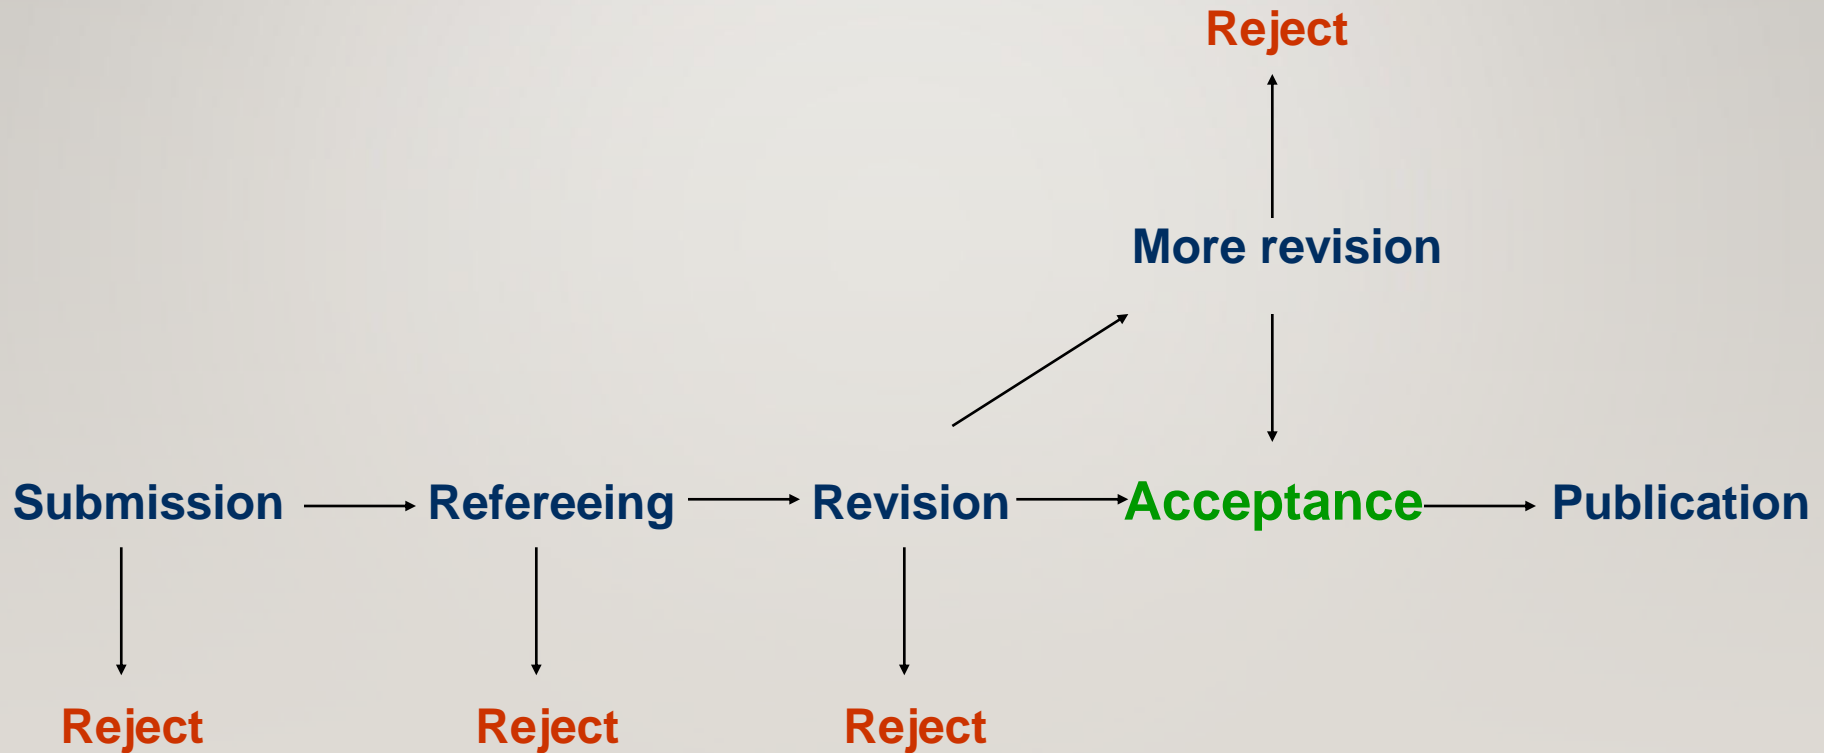 Reject
More revision
Submission Refereeing Revision Acceptance Publication
Reject Reject Reject